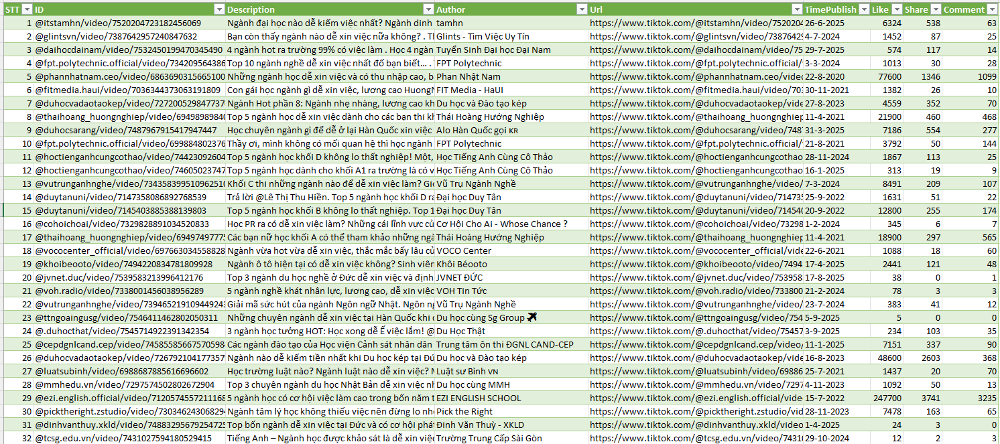 STT ID Description Author Url TimePublish Like Share Comment
1 @itstamhn/video/7520204723182456069 Ngành đại học nào dễ kiếm việc nhất? Ngành dinh tamhn https://www.tiktok.com/@itstamhn/video/752020 26-6-2025 6324 538 63
2 @glintsvn/video/7387642957240847632 Bạn còn thấy ngành nào dễ xin việc nữa không? . Th Glints - Tìm Việc Uy Tín https://www.tiktok.com/@glintsvn/video/7387642 4-7-2024 1452 87 25
3 @daihocdainam/video/7532450199470345490 4 ngành hot ra trường 99% có việc làm . Học 4 ngàn Tuyển Sinh Đại học Đại Nam https://www.tiktok.com/@daihocdainam/video/75 29-7-2025 574 117 14
4 @fpt.polytechnic.official/video/734209564386 Top 10 ngành nghề dễ xin việc nhất đố bạn biết... . FPT Polytechnic https://www.tiktok.com/@fpt.polytechnic.official/ 3-3-2024 1013 30 28
5 @phannhatnam.ceo/video/6863690315665100 Những ngành học dễ xin việc và có thu nhập cao, b Phan Nhật Nam https://www.tiktok.com/@phannhatnam.ceo/video 22-8-2020 77600 1346 1099
6 @fitmedia.haui/video/7036344373063191809 Con gái học ngành gì dễ xin việc, lương cao Huongl FIT Media - HaUI https://www.tiktok.com/@fitmedia.haui/video/703 30-11-2021 1382 26 10
7 @duhocvadaotaokep/video/727200529847737 Ngành Hot phần 8: Ngành nhẹ nhàng, lương cao kh Du học và Đào tạo kép https://www.tiktok.com/@duhocvadaotaokep/vide 27-8-2023 4559 352 70
8 @thaihoang_huongnghiep/video/6949898984 Top 5 ngành học dễ xin việc dành cho các bạn thi kh Thái Hoàng Hướng Nghiệp https://www.tiktok.com/@thaihoang_huongnghiep 11-4-2021 21900 460 468
9 @duhocsarang/video/7487967915417947447 Học chuyên ngành gì để dễ ở lại Hàn Quốc xin việc Alo Hàn Quốc gọi KR https://www.tiktok.com/@duhocsarang/video/748 31-3-2025 7186 554 277
10 @fpt.polytechnic.official/video/699884802376 Thầy ơi, mình không có mối quan hệ thì học ngành FPT Polytechnic https://www.tiktok.com/@fpt.polytechnic.official/ 21-8-2021 3792 50 144
11 @hoctienganhcungcothao/video/74423092604 Top 5 ngành học khối D không lo thất nghiệp! Một, Học Tiếng Anh Cùng Cô Thảo https://www.tiktok.com/@hoctienganhcungcothao 28-11-2024 1867 113 25
12 @hoctienganhcungcothao/video/74605023747 Top 5 ngành học dành cho khối A1 ra trường là có v Học Tiếng Anh Cùng Cô Thảo https://www.tiktok.com/@hoctienganhcungcothao 16-1-2025 313 19 9
13 @vutrunganhnghe/video/734358399510962510 Khối C thi những ngành nào để dễ xin việc làm? Gi Vũ Trụ Ngành Nghề https://www.tiktok.com/@vutrunganhnghe/video/ 7-3-2024 8491 209 107
14 @duytanuni/video/7147358086892768539 Trả lời @Lê Thị Thu Hiền. Top 5 ngành học khối D ra Đại học Duy Tân https://www.tiktok.com/@duytanuni/video/71473 25-9-2022 1631 51 22
15 @duytanuni/video/7145403885388139803 Top 5 ngành học khối B không lo thất nghiệp. Top 1 Đại học Duy Tân https://www.tiktok.com/@duytanuni/video/71454 20-9-2022 12800 255 174
16 @cohoichoai/video/7329828891034520833 Học PR ra có dễ xin việc làm? Những cái lĩnh vực củ Cơ Hội Cho Ai - Whose Chance ? https://www.tiktok.com/@cohoichoai/video/73298 1-2-2024 345 6 7
17 @thaihoang_huongnghiep/video/6949749777 Các bạn nữ học khối A có thể tham khảo những ngà Thái Hoàng Hướng Nghiệp https://www.tiktok.com/@thaihoang_huongnghiep 11-4-2021 18900 297 565
18 @vococenter_official/video/697663034558828 Ngành vừa hot vừa dễ xin việc, thắc mắc bấy lâu củ VOCO Center https://www.tiktok.com/@vococenter_official/vide 22-6-2021 1088 18 60
19 @khoibeooto/video/7494220834781809928 Ngành ô tô hiện tại có dễ xin việc không? Sinh viên Khôi Béooto https://www.tiktok.com/@khoibeooto/video/7494 17-4-2025 2441 121 48
20 @jvnet.duc/video/7539583213996412176 Top 3 ngành du học nghề ở Đức dễ xin việc và định JVNET ĐỨC https://www.tiktok.com/@jvnet.duc/video/753958 17-8-2025 38 0 1
21 @voh.radio/video/7338001456038956289 5 ngành nghề khát nhân lực, lương cao, dễ xin việc VOH Tin Tức https://www.tiktok.com/@voh.radio/video/733800 21-2-2024 78 3 3
22 @vutrunganhnghe/video/739465219109449243 Giải mã sức hút của ngành Ngôn ngữ Nhật. Ngôn ng Vũ Trụ Ngành Nghề https://www.tiktok.com/@vutrunganhnghe/video/ 23-7-2024 383 41 12
23 @ttngoaingusg/video/7546411462802050311 Những chuyên ngành dễ xin việc tại Hàn Quốc khi Du học cùng Sg Group https://www.tiktok.com/@ttngoaingusg/video/754 5-9-2025 5 0 0
24 @.duhocthat/video/7545714922391342354 3 ngành học tưởng HOT: Học xong dễ Ế việc lắm! @ Du Học Thật https://www.tiktok.com/@.duhocthat/video/75457 3-9-2025 234 103 35
25 @cepdgnlcand.cep/video/74585585667570598 Các ngành đào tạo của Học viện Cảnh sát nhân dân Trung tâm ôn thi ĐGNL CAND-CEP https://www.tiktok.com/@cepdgnlcand.cep/video/ 11-1-2025 7151 337 90
26 @duhocvadaotaokep/video/726792104177357 Ngành nào dễ kiếm tiền nhất khi Du học kép tại Đứ Du học và Đào tạo kép https://www.tiktok.com/@duhocvadaotaokep/vide 16-8-2023 48600 2603 368
27 @luatsubinh/video/6988687885616696602 Học trường luật nào? Ngành luật nào dễ xin việc? M Luật sư Bình VN https://www.tiktok.com/@luatsubinh/video/69886 25-7-2021 1437 20 70
28 @mmhedu.vn/video/7297574502802672904 Top 3 chuyên ngành du học Nhật Bản dễ xin việc nh Du học cùng MMH https://www.tiktok.com/@mmhedu.vn/video/7297 4-11-2023 1092 50 13
29 @ezi.english.official/video/7120574557211168 5 ngành học có cơ hội việc làm cao trong bốn năm t EZI ENGLISH SCHOOL https://www.tiktok.com/@ezi.english.official/vide 15-7-2022 247700 3741 3235
30 @picktheright.zstudio/video/73034624306829 Ngành tâm lý học không thiếu việc nên đừng lo nh Pick the Right https://www.tiktok.com/@picktheright.zstudio/vid 28-11-2023 7478 163 65
31 @dinhvanthuy.xkld/video/7488329567925472 Top bốn ngành dễ xin việc tại Đức và có cơ hội phá Đinh Văn Thuỳ - XKLD https://www.tiktok.com/@dinhvanthuy.xkld/video 1-4-2025 24 3 0
32 @tcsg.edu.vn/video/7431027594180529415 Tiếng Anh – Ngành học được khảo sát là dễ xin việc Trường Trung Cấp Sài Gòn https://www.tiktok.com/@tcsg.edu.vn/video/7431 29-10-2024 12 2 3